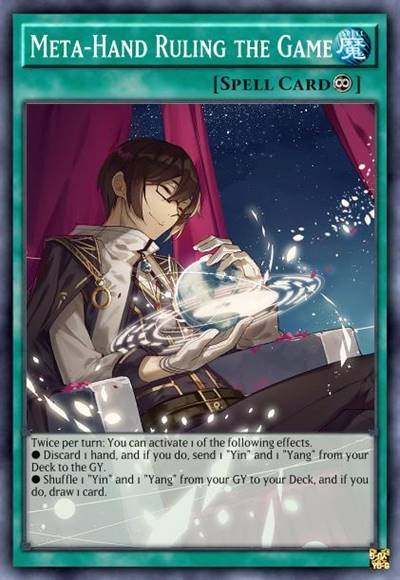 META-HAND RULING THE GAME
[SPELL CARD]
Twice per turn: You can activate 1 of the following effects.
● Discard 1 hand, and if you do, send 1 "Yin" and 1 "Yang" from your
Deck to the GY.
● Shuffle 1 "Yin" and 1 "Yang" from your GY to your Deck, and if you
do, draw 1 card.